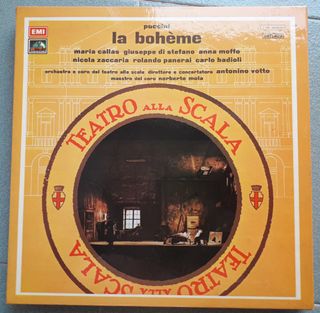 puccini
EMI
la bohème
maria callas giuseppe di stefano anna moffo
nicola zaccaria rolando panerai carlo badioli
orchestra e coro del teatro alla scala direttore e concertatore antonino votto
maestro del coro norberto mola
TEATRO ALLA SCALA
TEATRO ALLA SCALA